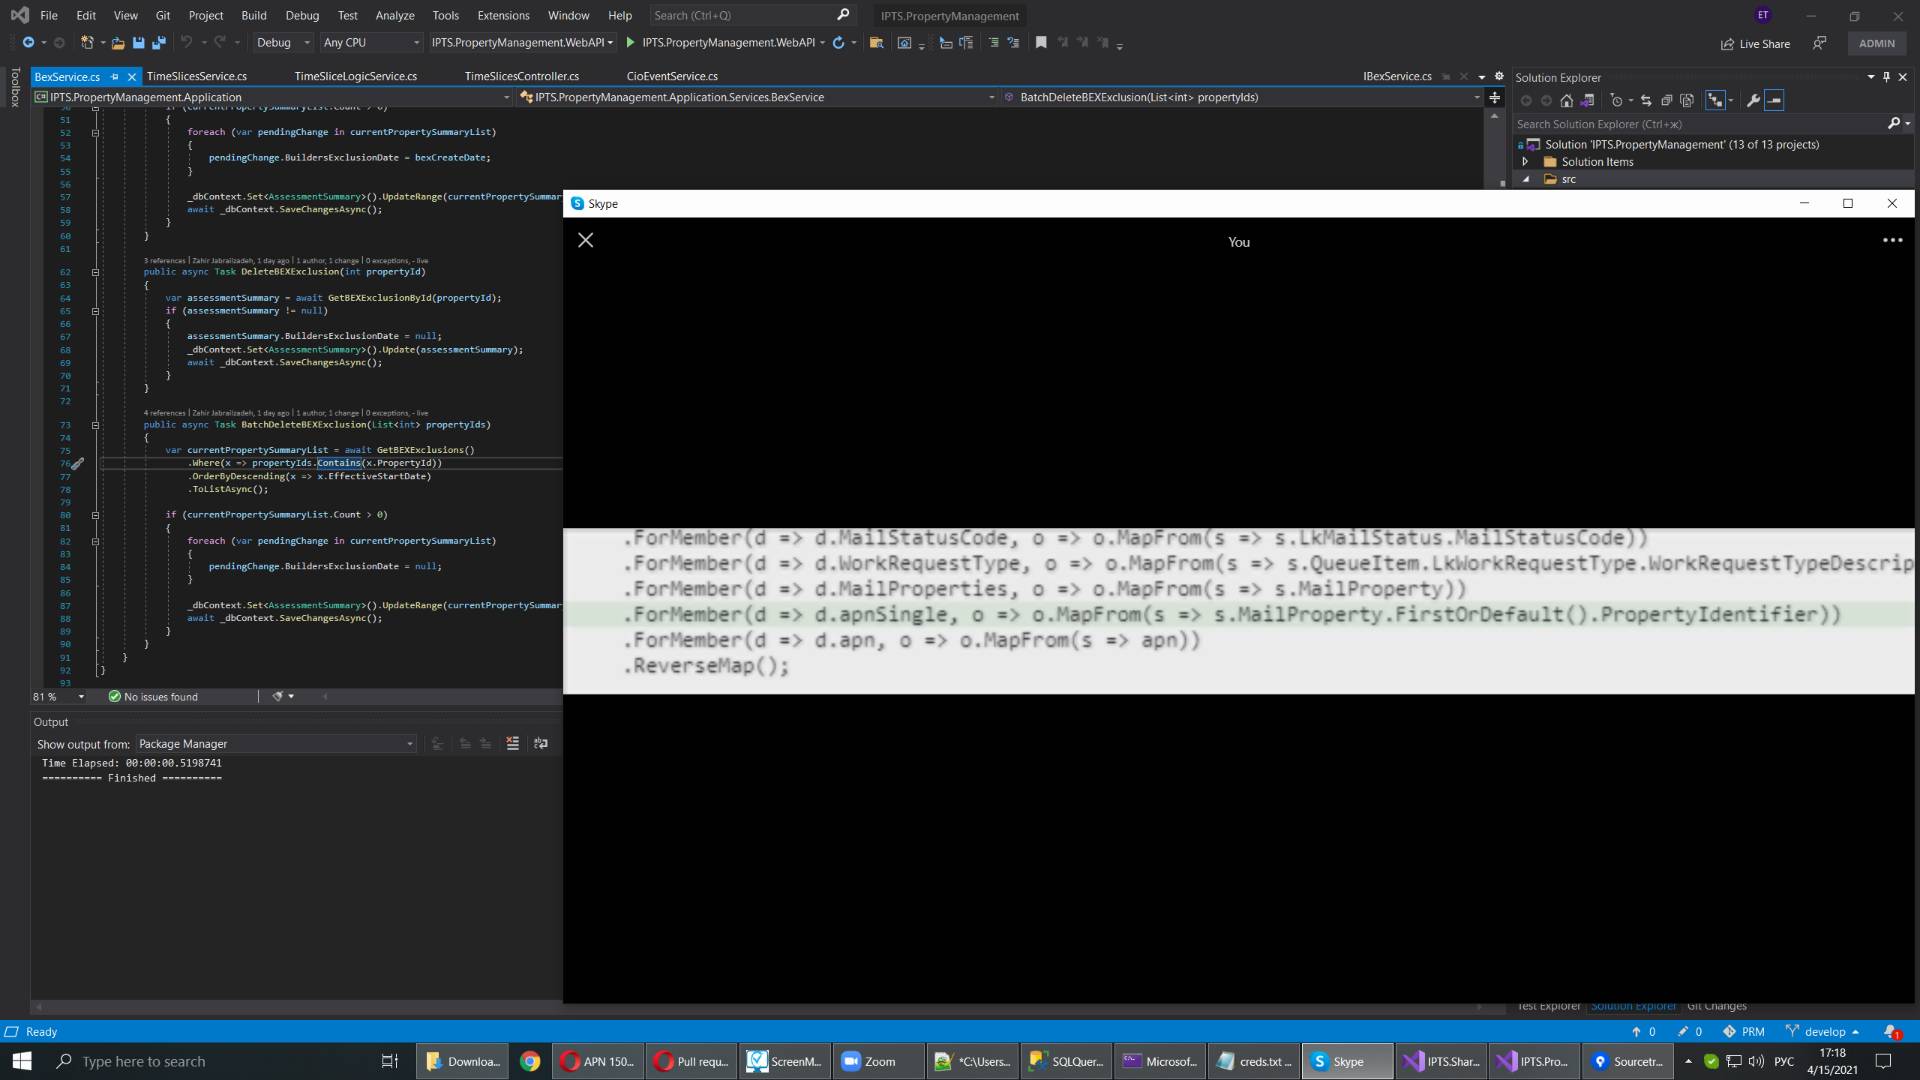 File Edit View Git Project Build Debug Test Analyze Tools Extensions Window Help Search (Ctrl+Q) IPTS.PropertyManagement ET
Debug Any CPU IPTS.PropertyManagement.WebAPI IPTS.PropertyManagement.WebAPI Live Share ADMIN
Toolbox
BexService.cs TimeSlicesService.cs TimeSliceLogicService.cs TimeSlicesController.cs CioEventService.cs IBexService.cs
IPTS.PropertyManagement.Application IPTS.PropertyManagement.Application.Services.BexService BatchDeleteBEXExclusion(List<int> propertyIds)
50 if (currentPropertySummaryList.Count > 0)
51 {
52 foreach (var pendingChange in currentPropertySummaryList)
53 {
54 pendingChange.BuildersExclusionDate = bexCreateDate;
55 }
56
57 _dbContext.Set<AssessmentSummary>().UpdateRange(currentPropertySummar
58 await _dbContext.SaveChangesAsync();
59 }
60 }
61
3 references | Zahir Jabrailzadeh, 1 day ago | 1 author, 1 change | 0 exceptions, - live
62 public async Task DeleteBEXExclusion(int propertyId)
63 {
64 var assessmentSummary = await GetBEXExclusionById(propertyId);
65 if (assessmentSummary != null)
66 {
67 assessmentSummary.BuildersExclusionDate = null;
68 _dbContext.Set<AssessmentSummary>().Update(assessmentSummary);
69 await _dbContext.SaveChangesAsync();
70 }
71 }
72
4 references | Zahir Jabrailzadeh, 1 day ago | 1 author, 1 change | 0 exceptions, - live
73 public async Task BatchDeleteBEXExclusion(List<int> propertyIds)
74 {
75 var currentPropertySummaryList = await GetBEXExclusions()
76 .Where(x => propertyIds.Contains(x.PropertyId))
77 .OrderByDescending(x => x.EffectiveStartDate)
78 .ToListAsync();
79
80 if (currentPropertySummaryList.Count > 0)
81 {
82 foreach (var pendingChange in currentPropertySummaryList)
83 {
84 pendingChange.BuildersExclusionDate = null;
85 }
86
87 _dbContext.Set<AssessmentSummary>().UpdateRange(currentPropertySummar
88 await _dbContext.SaveChangesAsync();
89 }
90 }
91 }
92 }
93
81 % No issues found
Output
Show output from: Package Manager
Time Elapsed: 00:00:00.5198741
========== Finished ==========
Solution Explorer
Search Solution Explorer (Ctrl+ж)
Solution 'IPTS.PropertyManagement' (13 of 13 projects)
Solution Items
src
Skype
You
.ForMember(d => d.MailStatusCode, o => o.MapFrom(s => s.LkMailStatus.MailStatusCode))
.ForMember(d => d.WorkRequestType, o => o.MapFrom(s => s.QueueItem.LkWorkRequestType.WorkRequestTypeDescrip
.ForMember(d => d.MailProperties, o => o.MapFrom(s => s.MailProperty))
.ForMember(d => d.apnSingle, o => o.MapFrom(s => s.MailProperty.FirstOrDefault().PropertyIdentifier))
.ForMember(d => d.apn, o => o.MapFrom(s => apn))
.ReverseMap();
Test Explorer Solution Explorer Git Changes
Ready 0 0 PRM develop 1
Type here to search Downloa... APN 150... Pull requ... ScreenM... Zoom *C:\Users... SQLQuer... Microsof... creds.txt ... Skype IPTS.Shar... IPTS.Pro... Sourcetr... РУС 17:18
4/15/2021